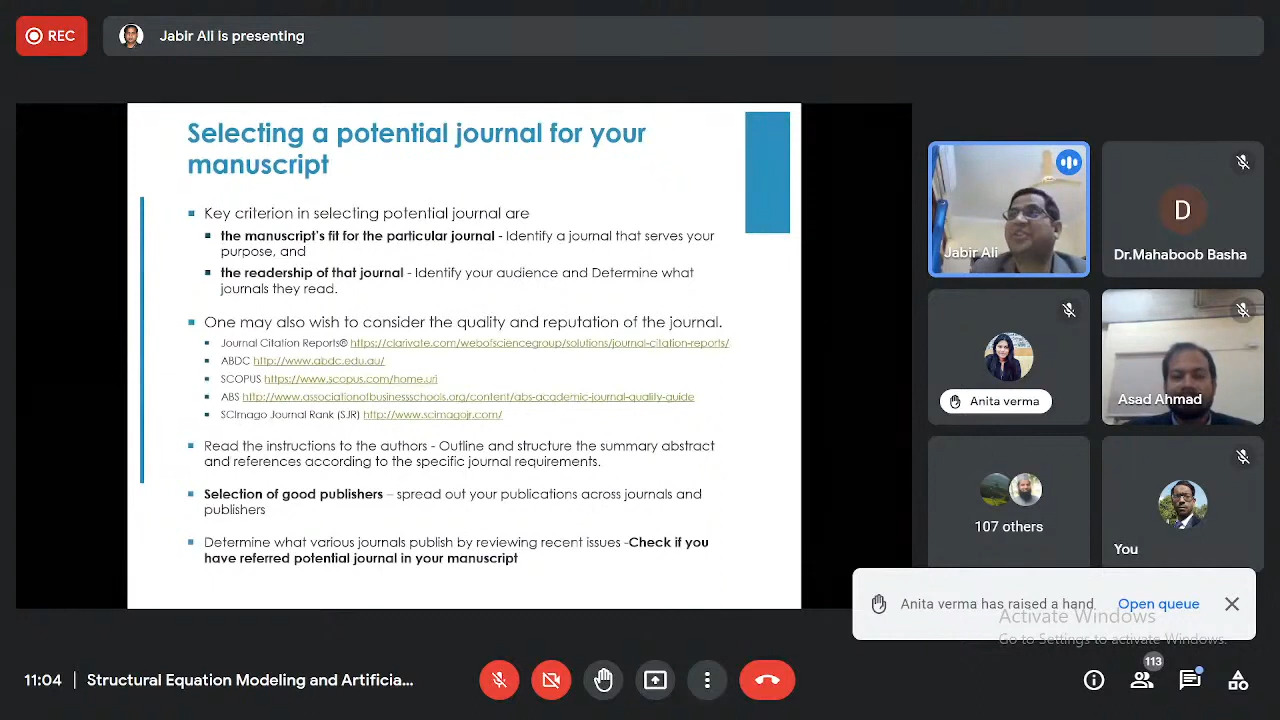 REC
Jabir Ali is presenting
Selecting a potential journal for your
manuscript
Key criterion in selecting potential journal are
the manuscript's fit for the particular journal - Identify a journal that serves your
purpose, and
the readership of that journal - Identify your audience and Determine what
journals they read.
One may also wish to consider the quality and reputation of the journal.
Journal Citation Reports® https://clarivate.com/webofsciencegroup/solutions/journal-citation-reports/
ABDC http://www.abdc.edu.au/
SCOPUS https://www.scopus.com/home.uri
ABS http://www.associationofbusinessschools.org/content/abs-academic-journal-quality-guide
SCImago Journal Rank (SJR) http://www.scimagojr.com/
Read the instructions to the authors - Outline and structure the summary abstract
and references according to the specific journal requirements.
Selection of good publishers – spread out your publications across journals and
publishers
Determine what various journals publish by reviewing recent issues -Check if you
have referred potential journal in your manuscript
Jabir Ali
D
Dr.Mahaboob Basha
Anita verma
Asad Ahmad
107 others
You
Anita verma has raised a hand
Open queue
Activate Windows
Go to Settings to activate Windows.
11:04
Structural Equation Modeling and Artificia...
113